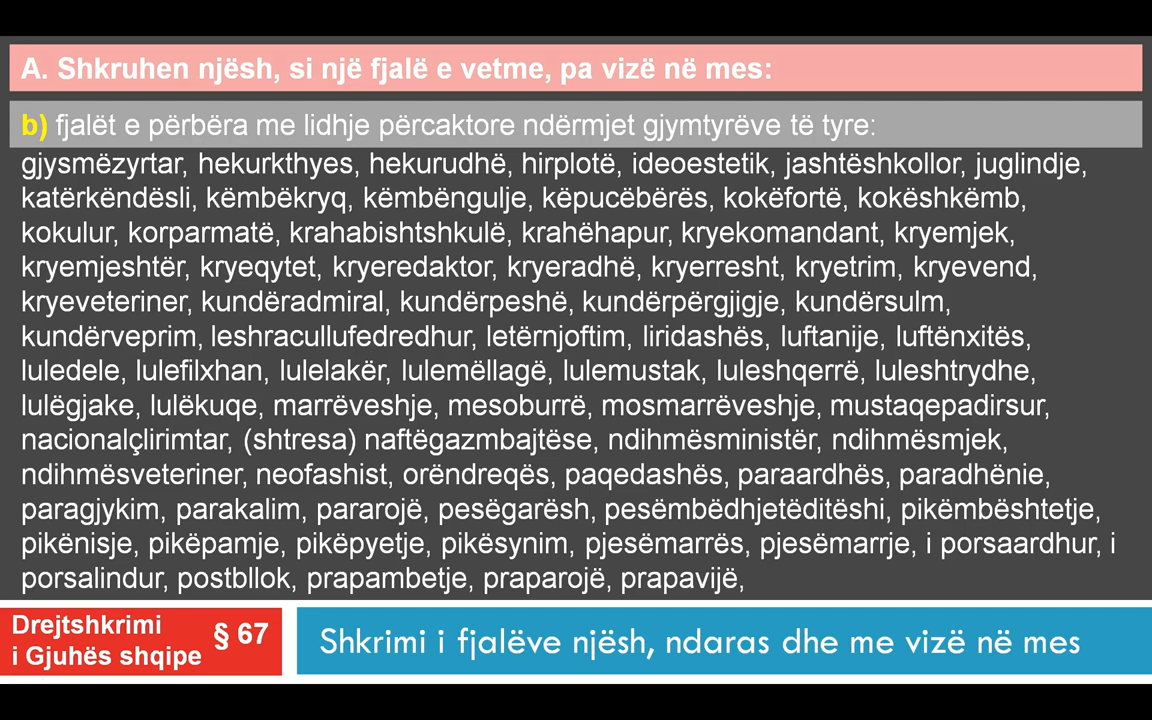 A. Shkruhen njësh, si një fjalë e vetme, pa vizë në mes:
b) fjalët e përbëra me lidhje përcaktore ndërmjet gjymtyrëve të tyre:
gjysmëzyrtar, hekurkthyes, hekurudhë, hirplotë, ideoestetik, jashtëshkollor, juglindje,
katërkëndësli, këmbëkryq, këmbëngulje, këpucëbërës, kokëfortë, kokëshkëmb,
kokulur, korparmatë, krahabishtshkulë, krahëhapur, kryekomandant, kryemjek,
kryemjeshtër, kryeqytet, kryeredaktor, kryeradhë, kryerresht, kryetrim, kryevend,
kryeveteriner, kundëradmiral, kundërpeshë, kundërpërgjigje, kundërsulm,
kundërveprim, leshracullufedredhur, letërnjoftim, liridashës, luftanije, luftënxitës,
luledele, lulefilxhan, lulelakër, lulemëllagë, lulemustak, luleshqerrë, luleshtrydhe,
lulëgjake, lulëkuqe, marrëveshje, mesoburrë, mosmarrëveshje, mustaqepadirsur,
nacionalçlirimtar, (shtresa) naftëgazmbajtëse, ndihmësministër, ndihmësmjek,
ndihmësveteriner, neofashist, orëndreqës, paqedashës, paraardhës, paradhënie,
paragjykim, parakalim, pararojë, pesëgarësh, pesëmbëdhjetëditëshi, pikëmbështetje,
pikënisje, pikëpamje, pikëpyetje, pikësynim, pjesëmarrës, pjesëmarrje, i porsaardhur, i
porsalindur, postbllok, prapambetje, praparojë, prapavijë,
Drejtshkrimi
i Gjuhës shqipe
§ 67
Shkrimi i fjalëve njësh, ndaras dhe me vizë në mes